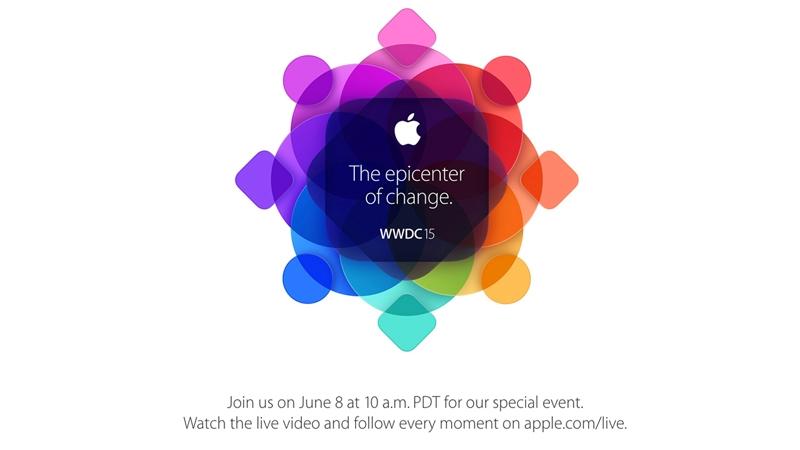 The epicenter
of change.
WWDC15
Join us on June 8 at 10 a.m. PDT for our special event.
Watch the live video and follow every moment on apple.com/live.